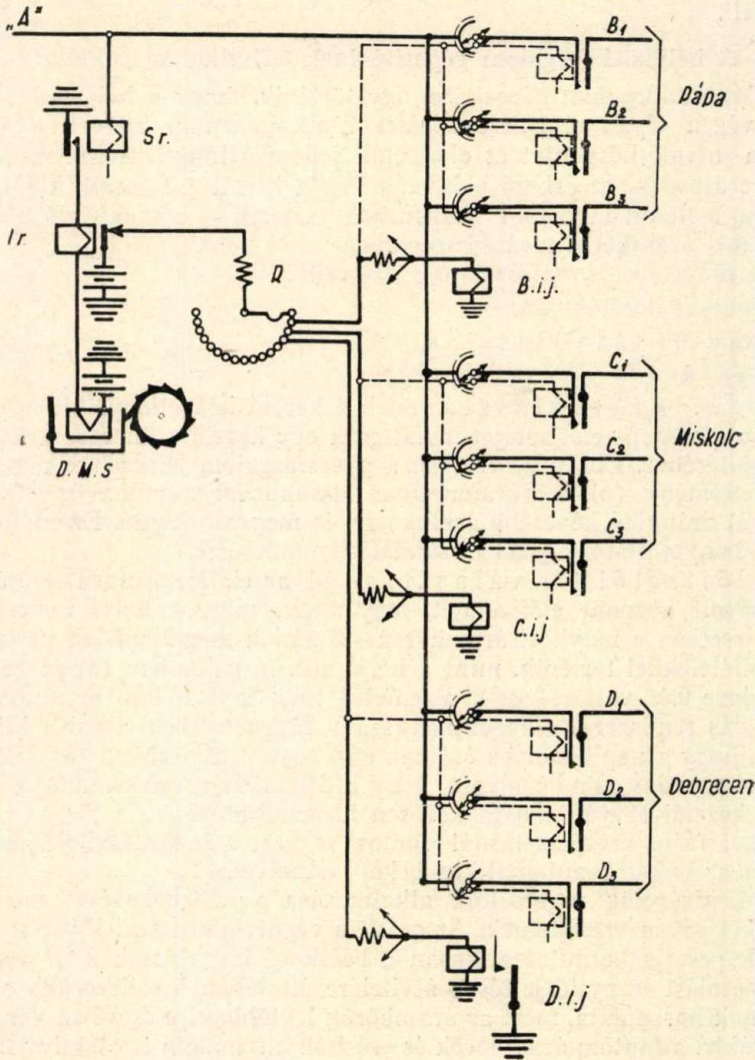 „A“
B1
Pápa
B2
B3
Sr.
Ir.
Q
B.i.j.
D.M.S
C1
Miskolc
C2
C3
C.i.j
D1
Debrecen
D2
D3
D.i.j